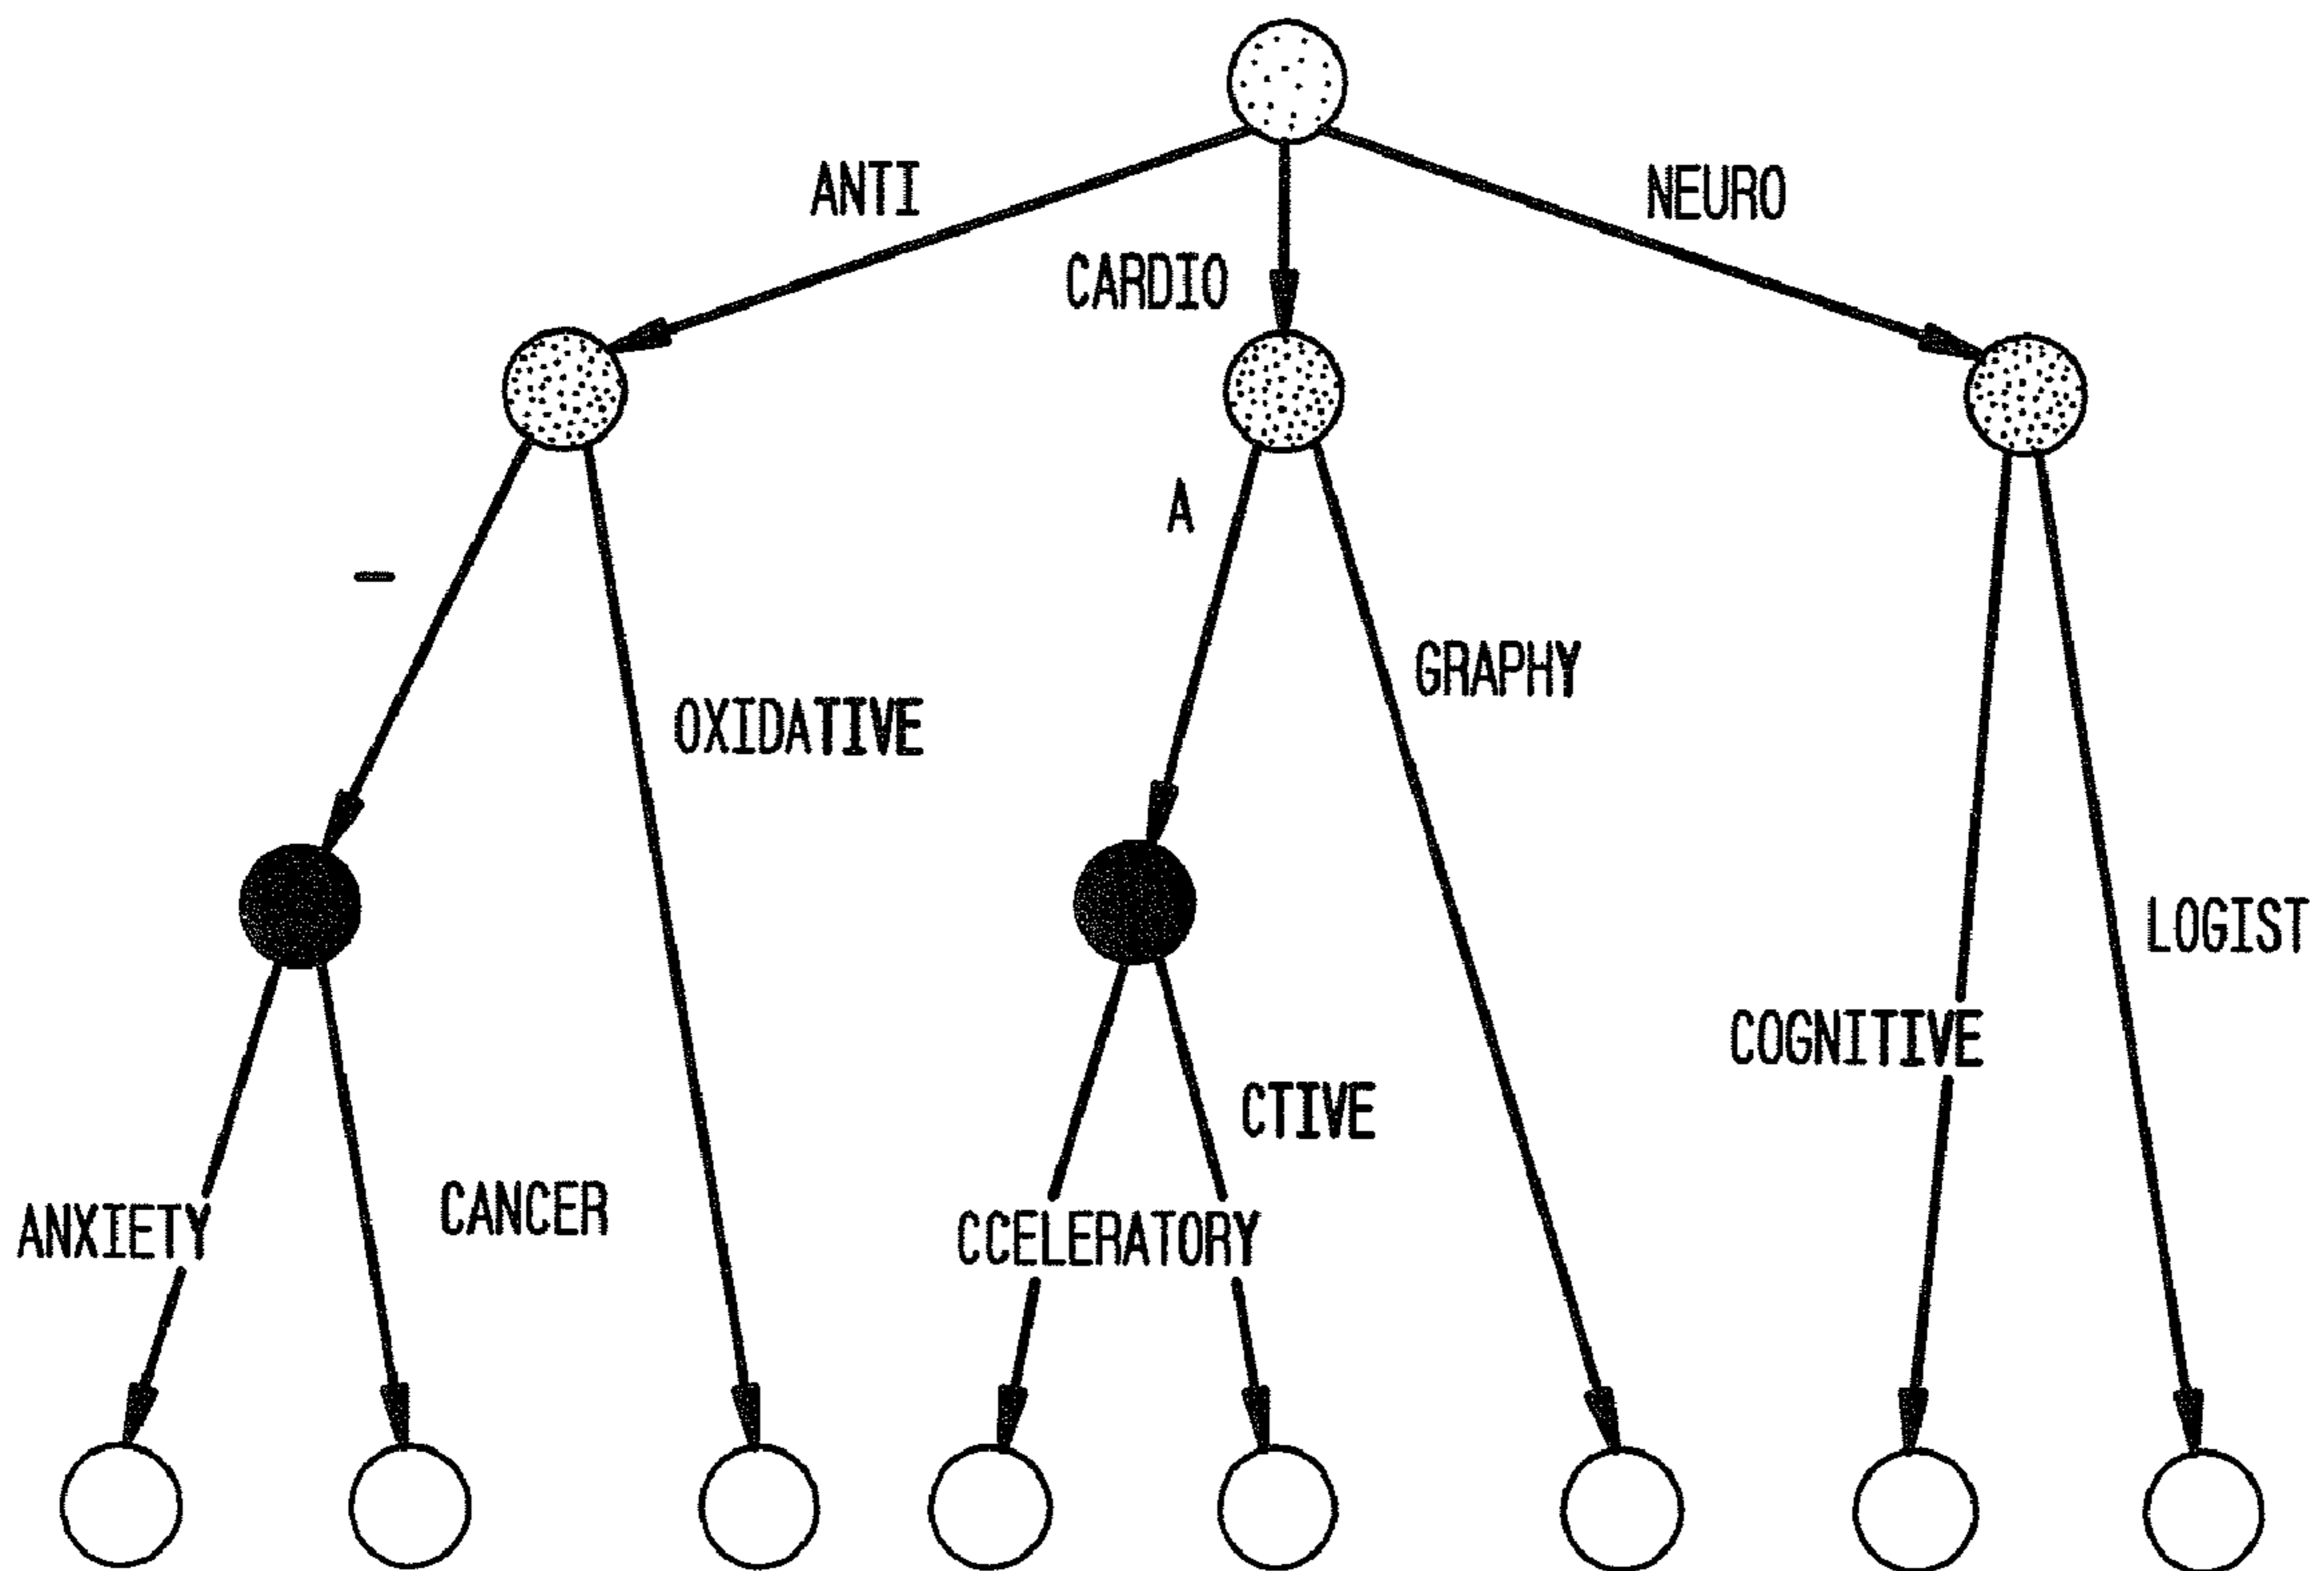 ANTI
NEURO
CARDIO
A
–
GRAPHY
OXIDATIVE
LOGIST
COGNITIVE
CTIVE
CANCER
ANXIETY
CCELERATORY